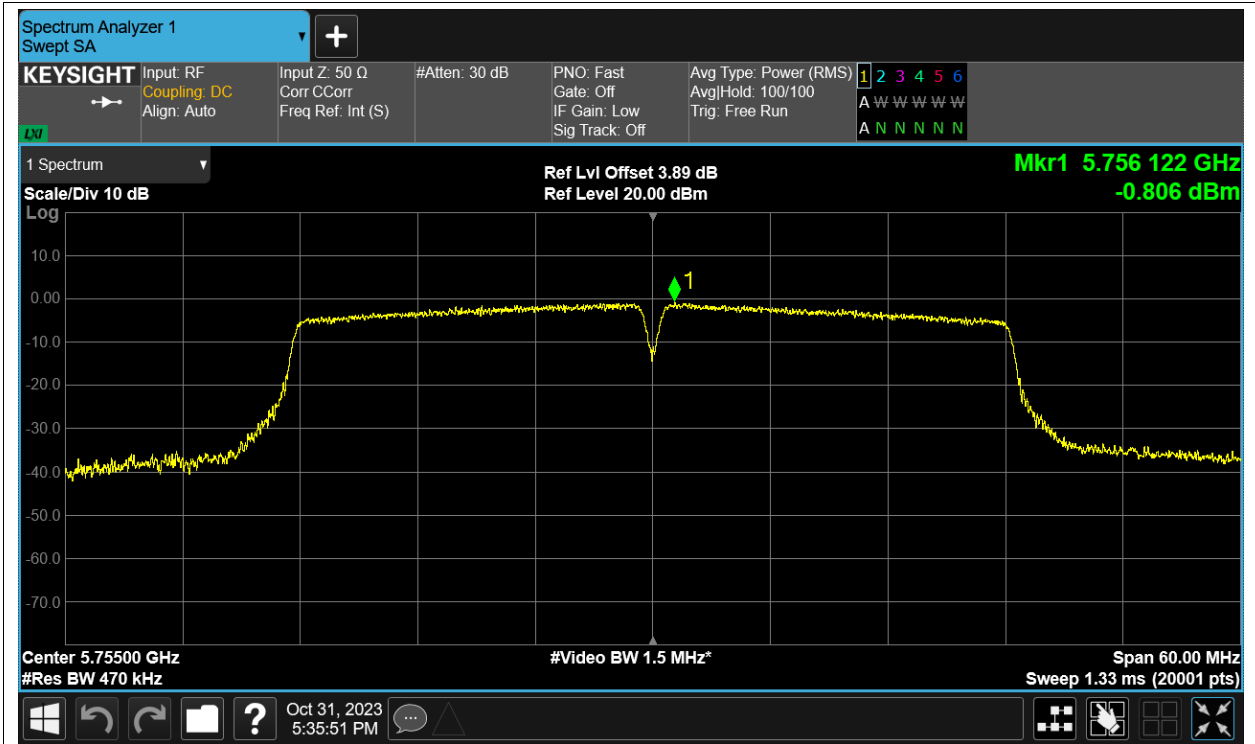 Spectrum Analyzer 1
Swept SA
KEYSIGHT
LXI
Input: RF
Coupling: DC
Align: Auto
Input Z: 50 Ω
Corr CCorr
Freq Ref: Int (S)
#Atten: 30 dB
PNO: Fast
Gate: Off
IF Gain: Low
Sig Track: Off
Avg Type: Power (RMS)
Avg|Hold: 100/100
Trig: Free Run
1 2 3 4 5 6
A W W W W W
A N N N N N
1 Spectrum
Scale/Div 10 dB
Log
Ref Lvl Offset 3.89 dB
Ref Level 20.00 dBm
Mkr1 5.756 122 GHz
-0.806 dBm
10.0
0.00
-10.0
-20.0
-30.0
-40.0
-50.0
-60.0
-70.0
1
Center 5.75500 GHz
#Res BW 470 kHz
#Video BW 1.5 MHz*
Span 60.00 MHz
Sweep 1.33 ms (20001 pts)
?
Oct 31, 2023
5:35:51 PM